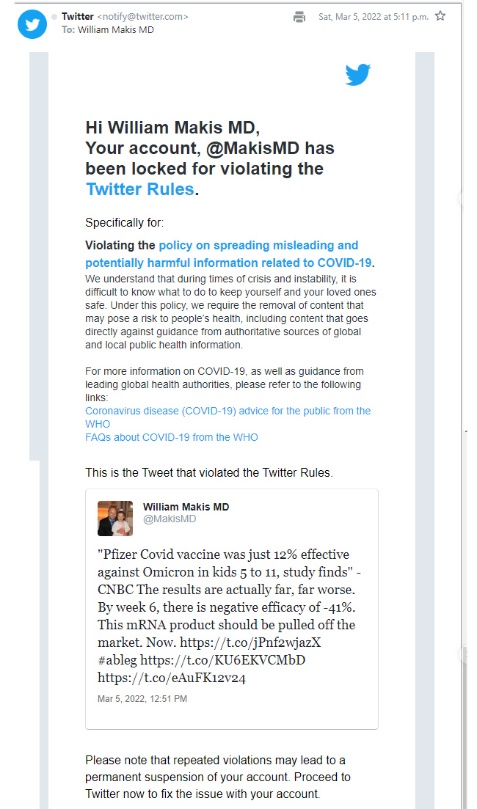 Twitter <notify@twitter.com>
Sat, Mar 5, 2022 at 5:11 p.m.
To: William Makis MD
Hi William Makis MD,
Your account, @MakisMD has
been locked for violating the
Twitter Rules.
Specifically for:
Violating the policy on spreading misleading and
potentially harmful information related to COVID-19.
We understand that during times of crisis and instability, it is
difficult to know what to do to keep yourself and your loved ones
safe. Under this policy, we require the removal of content that
may pose a risk to people's health, including content that goes
directly against guidance from authoritative sources of global
and local public health information.
For more information on COVID-19, as well as guidance from
leading global health authorities, please refer to the following
links:
Coronavirus disease (COVID-19) advice for the public from the
WHO
FAQs about COVID-19 from the WHO
This is the Tweet that violated the Twitter Rules.
William Makis MD
@MakisMD
"Pfizer Covid vaccine was just 12% effective
against Omicron in kids 5 to 11, study finds" -
CNBC The results are actually far, far worse.
By week 6, there is negative efficacy of -41%.
This mRNA product should be pulled off the
market. Now. https://t.co/jPnf2wjazX
#ableg https://t.co/KU6EKVCMbD
https://t.co/eAuFK12v24
Mar 5, 2022, 12:51 PM
Please note that repeated violations may lead to a
permanent suspension of your account. Proceed to
Twitter now to fix the issue with your account.